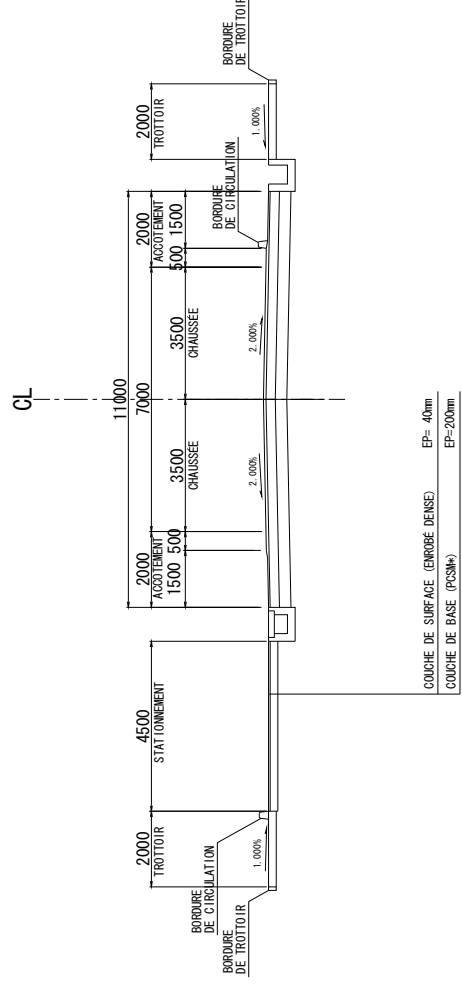 CL
11000
2000
7000
2000
ACCOTEMENT
ACCOTEMENT
1500
500
3500
3500
500
1500
CHAUSSÉE
CHAUSSÉE
2000
TROTTOIR
4500
STATIONNEMENT
2000
TROTTOIR
BORDURE
DE TROTTOIR
BORDURE
DE CIRCULATION
1.000%
2.000%
2.000%
BORDURE
DE CIRCULATION
1.000%
BORDURE
DE TROTTOIR
COUCHE DE SURFACE (ENROBÉ DENSE) EP= 40mm
COUCHE DE BASE (PCSM*) EP=200mm